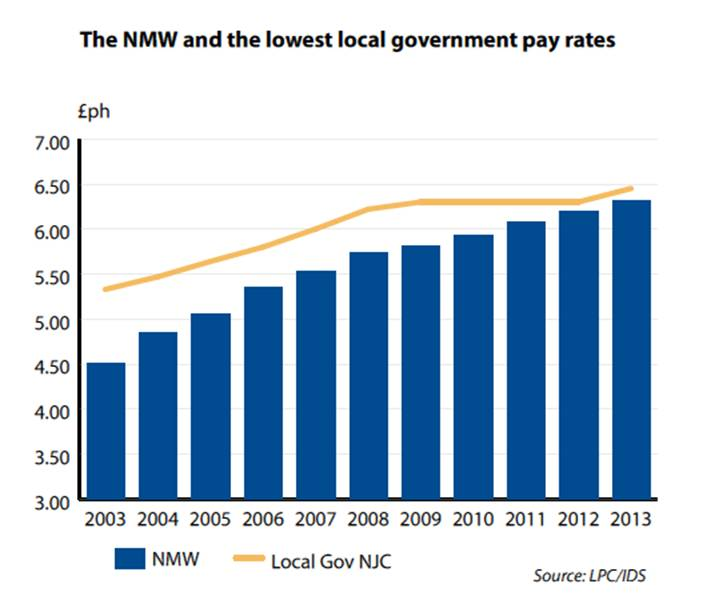 The NMW and the lowest local government pay rates
£ph
7.00
6.50
6.00
5.50
5.00
4.50
4.00
3.50
3.00
2003 2004 2005 2006 2007 2008 2009 2010 2011 2012 2013
NMW Local Gov NJC
Source: LPC/IDS